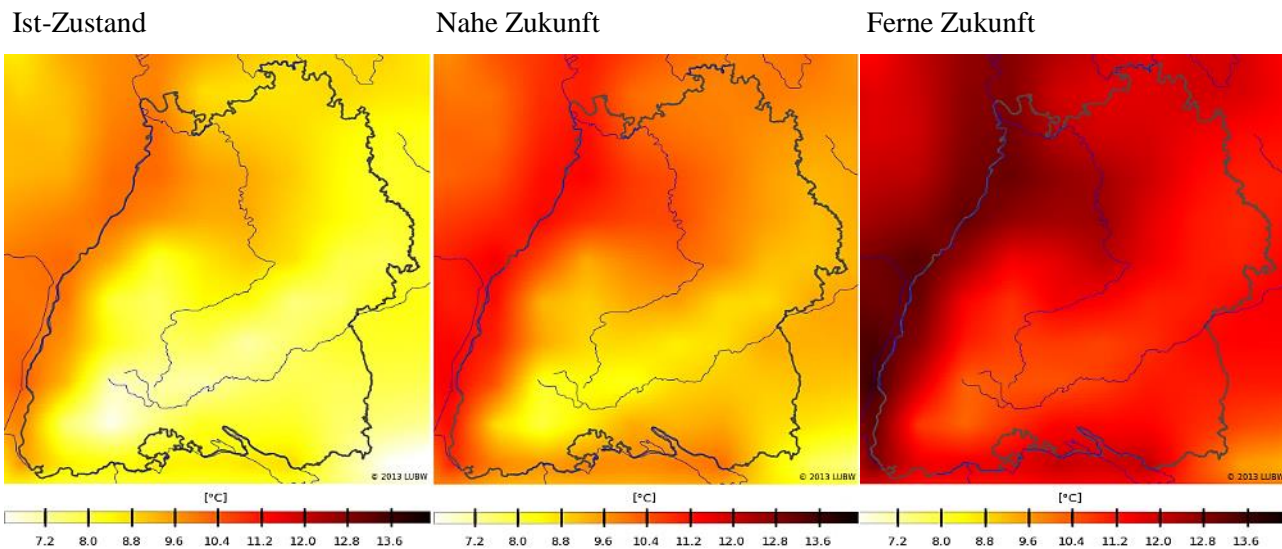 Ist-Zustand Nahe Zukunft Ferne Zukunft
© 2013 LUBW © 2013 LUBW © 2013 LUBW
[°C] [°C] [°C]
7.2 8.0 8.8 9.6 10.4 11.2 12.0 12.8 13.6 7.2 8.0 8.8 9.6 10.4 11.2 12.0 12.8 13.6 7.2 8.0 8.8 9.6 10.4 11.2 12.0 12.8 13.6